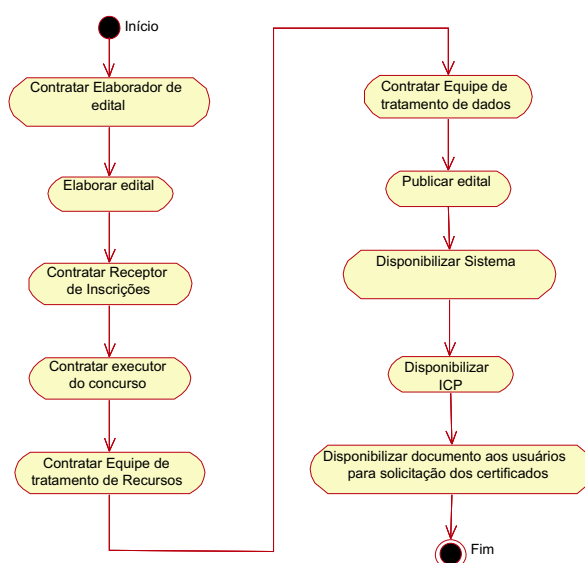 Início
Contratar Elaborador de
edital
Elaborar edital
Contratar Receptor
de Inscrições
Contratar executor
do concurso
Contratar Equipe de
tratamento de Recursos
Contratar Equipe de
tratamento de dados
Publicar edital
Disponibilizar Sistema
Disponibilizar
ICP
Disponibilizar documento aos usuários
para solicitação dos certificados
Fim